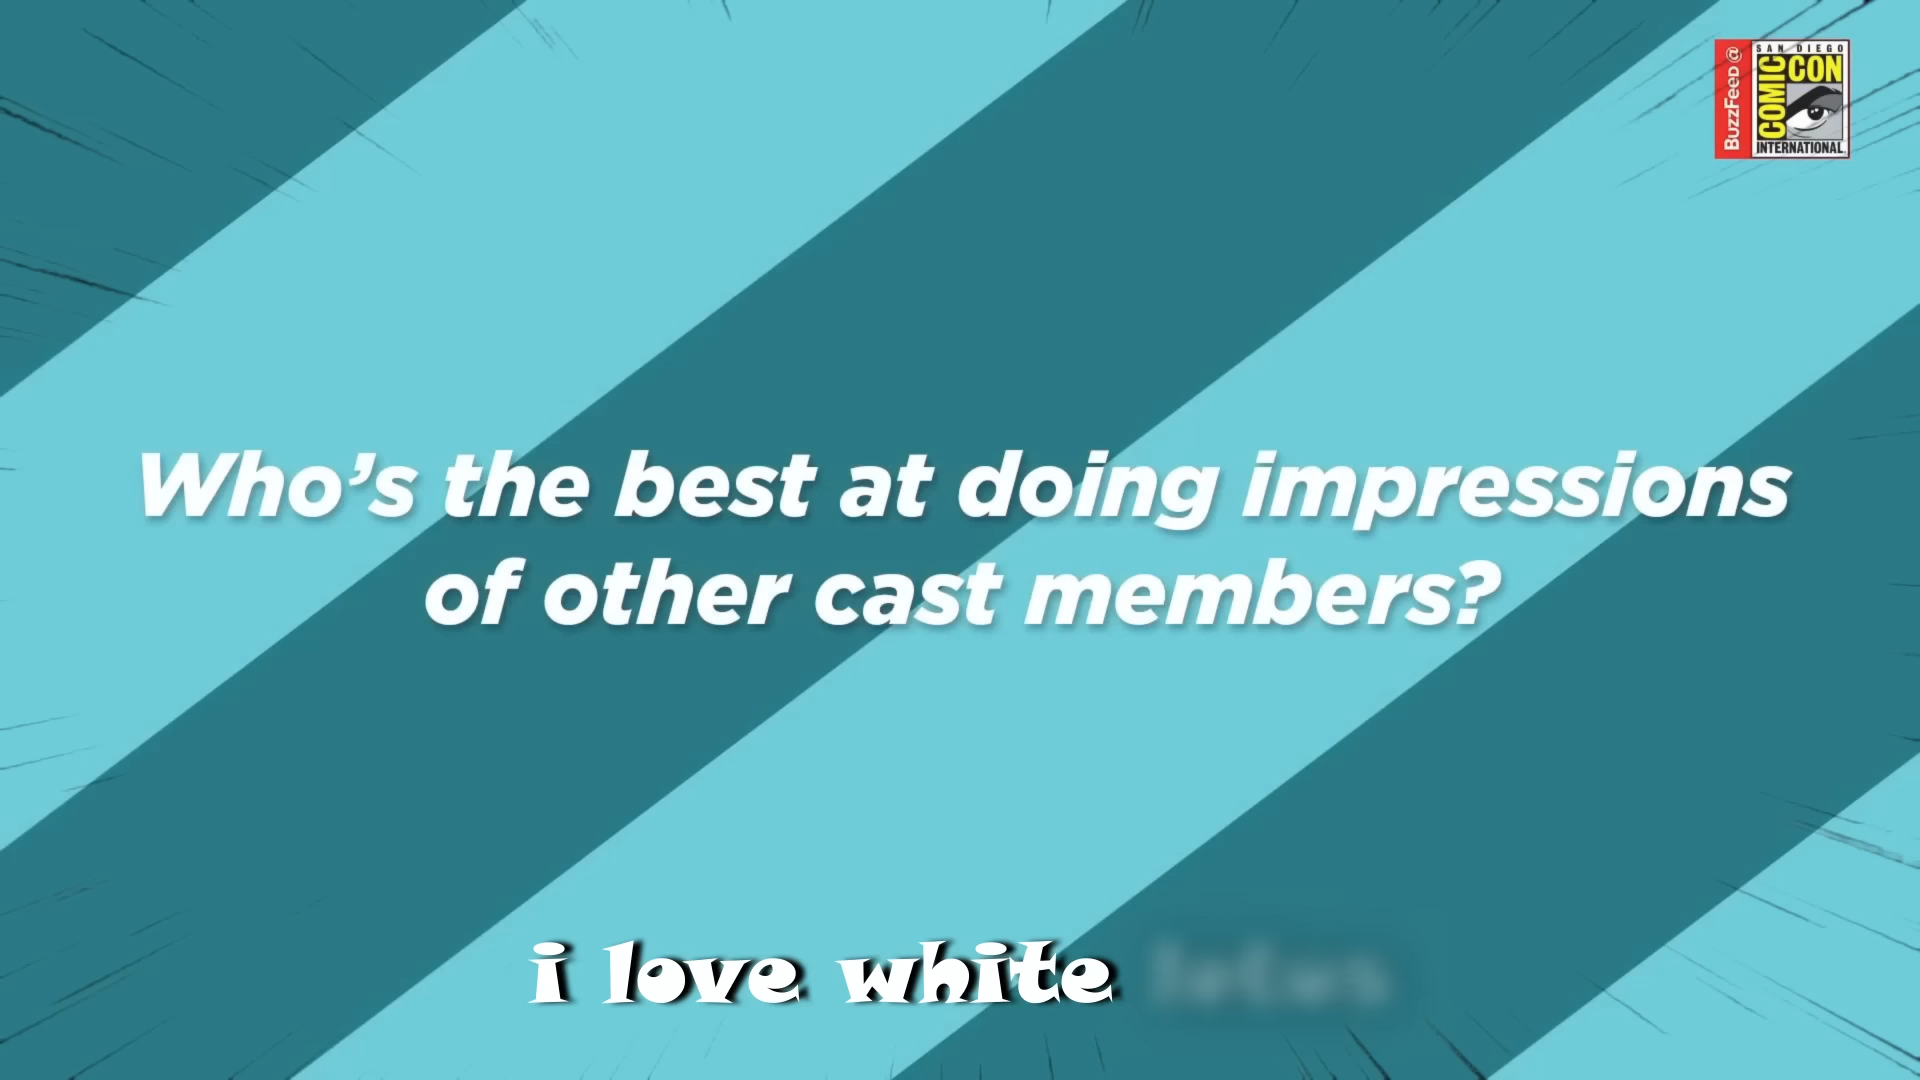 BuzzFeed @
SAN DIEGO
COMIC
CON
INTERNATIONAL
Who's the best at doing impressions
of other cast members?
i love white